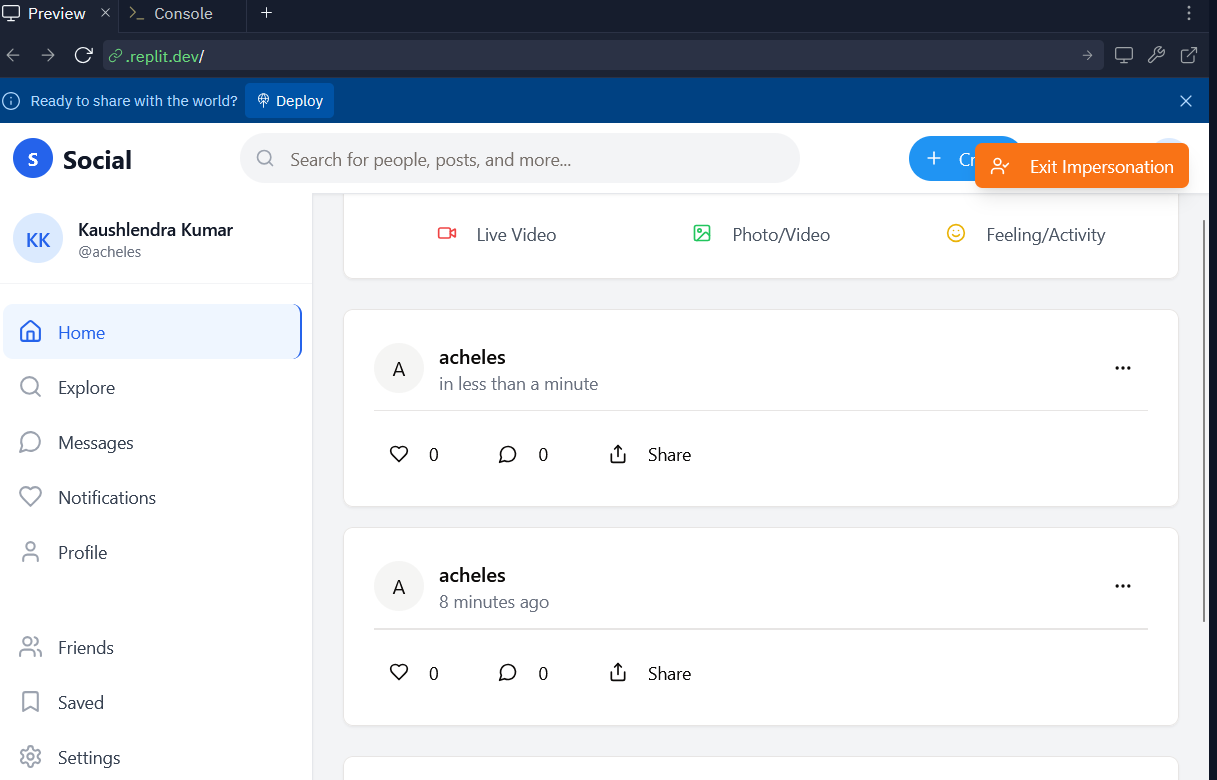 Preview
Console
.replit.dev/
Ready to share with the world?
Deploy
S
Social
Search for people, posts, and more...
Exit Impersonation
KK
Kaushlendra Kumar
@acheles
Home
Explore
Messages
Notifications
Profile
Friends
Saved
Settings
Live Video
Photo/Video
Feeling/Activity
A
acheles
in less than a minute
0
0
Share
A
acheles
8 minutes ago
0
0
Share